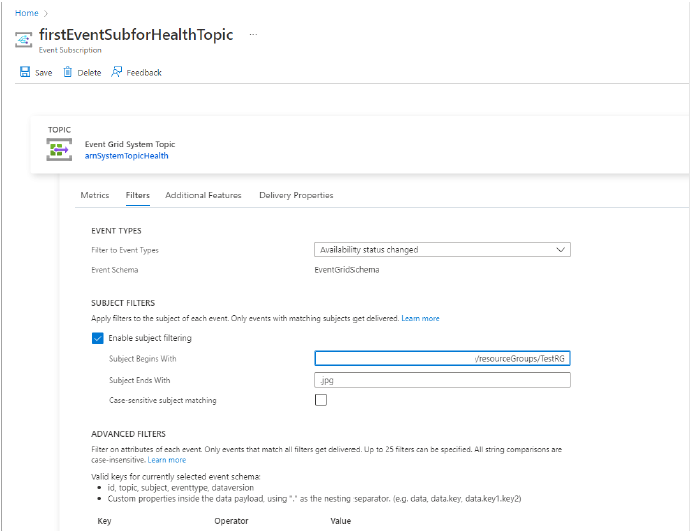 Home >
firstEventSubforHealthTopic ...
Event Subscription
Save Delete Feedback
TOPIC
Event Grid System Topic
arnSystemTopicHealth
Metrics Filters Additional Features Delivery Properties
EVENT TYPES
Filter to Event Types Availability status changed
Event Schema EventGridSchema
SUBJECT FILTERS
Apply filters to the subject of each event. Only events with matching subjects get delivered. Learn more
Enable subject filtering
Subject Begins With /resourceGroups/TestRG
Subject Ends With .jpg
Case-sensitive subject matching
ADVANCED FILTERS
Filter on attributes of each event. Only events that match all filters get delivered. Up to 25 filters can be specified. All string comparisons are
case-insensitive. Learn more
Valid keys for currently selected event schema:
• id, topic, subject, eventtype, dataversion
• Custom properties inside the data payload, using "." as the nesting separator. (e.g. data, data.key, data.key1.key2)
Key Operator Value